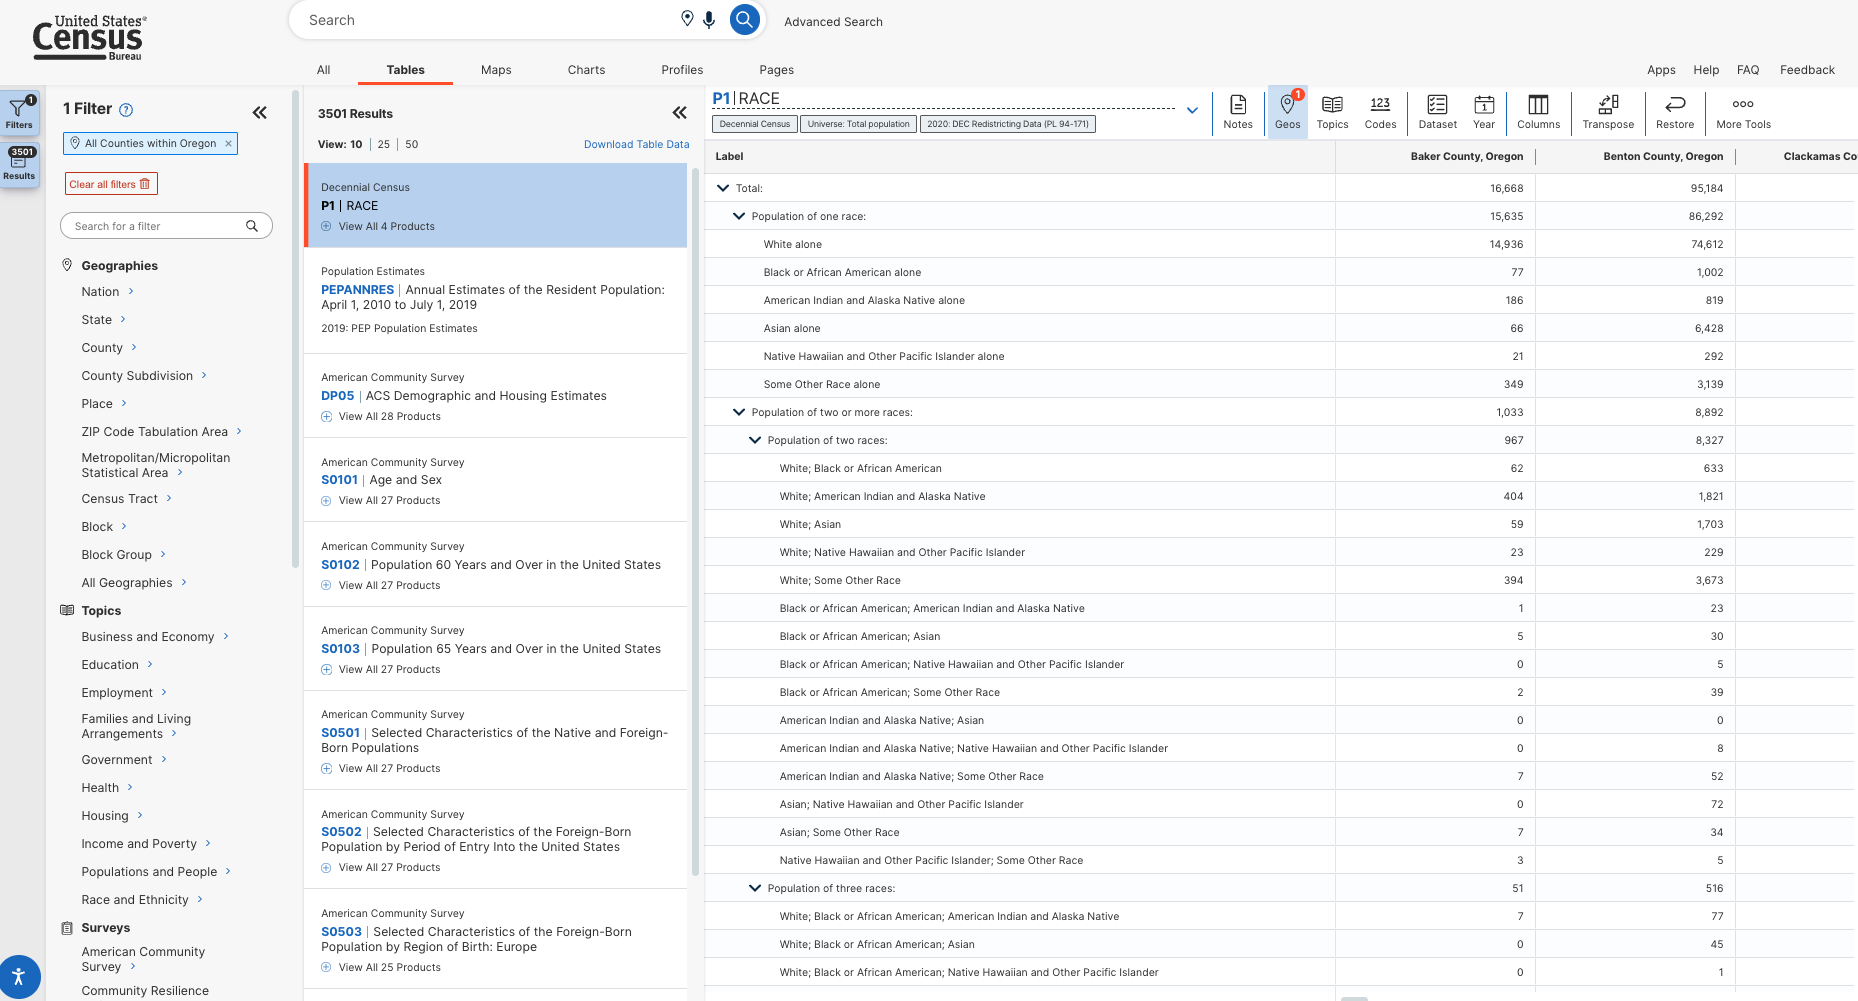 United States®
Census
Bureau
Search
Advanced Search
All
Tables
Maps
Charts
Profiles
Pages
Apps
Help
FAQ
Feedback
1
Filters
3501
Results
1 Filter ?
All Counties within Oregon ×
Clear all filters
Search for a filter
Geographies
Nation
State
County
County Subdivision
Place
ZIP Code Tabulation Area
Metropolitan/Micropolitan
Statistical Area
Census Tract
Block
Block Group
All Geographies
Topics
Business and Economy
Education
Employment
Families and Living
Arrangements
Government
Health
Housing
Income and Poverty
Populations and People
Race and Ethnicity
Surveys
American Community
Survey
Community Resilience
3501 Results
View: 10 | 25 | 50
Download Table Data
Decennial Census
P1 | RACE
View All 4 Products
Population Estimates
PEPANNRES | Annual Estimates of the Resident Population:
April 1, 2010 to July 1, 2019
2019: PEP Population Estimates
American Community Survey
DP05 | ACS Demographic and Housing Estimates
View All 28 Products
American Community Survey
S0101 | Age and Sex
View All 27 Products
American Community Survey
S0102 | Population 60 Years and Over in the United States
View All 27 Products
American Community Survey
S0103 | Population 65 Years and Over in the United States
View All 27 Products
American Community Survey
S0501 | Selected Characteristics of the Native and Foreign-
Born Populations
View All 27 Products
American Community Survey
S0502 | Selected Characteristics of the Foreign-Born
Population by Period of Entry Into the United States
View All 27 Products
American Community Survey
S0503 | Selected Characteristics of the Foreign-Born
Population by Region of Birth: Europe
View All 25 Products
P1 | RACE
Decennial Census
Universe: Total population
2020: DEC Redistricting Data (PL 94-171)
Notes
1
Geos
Topics
123
Codes
Dataset
1
Year
Columns
Transpose
Restore
More Tools
Label Baker County, Oregon Benton County, Oregon Clackamas Co
Total: 16,668 95,184
Population of one race: 15,635 86,292
White alone 14,936 74,612
Black or African American alone 77 1,002
American Indian and Alaska Native alone 186 819
Asian alone 66 6,428
Native Hawaiian and Other Pacific Islander alone 21 292
Some Other Race alone 349 3,139
Population of two or more races: 1,033 8,892
Population of two races: 967 8,327
White; Black or African American 62 633
White; American Indian and Alaska Native 404 1,821
White; Asian 59 1,703
White; Native Hawaiian and Other Pacific Islander 23 229
White; Some Other Race 394 3,673
Black or African American; American Indian and Alaska Native 1 23
Black or African American; Asian 5 30
Black or African American; Native Hawaiian and Other Pacific Islander 0 5
Black or African American; Some Other Race 2 39
American Indian and Alaska Native; Asian 0 0
American Indian and Alaska Native; Native Hawaiian and Other Pacific Islander 0 8
American Indian and Alaska Native; Some Other Race 7 52
Asian; Native Hawaiian and Other Pacific Islander 0 72
Asian; Some Other Race 7 34
Native Hawaiian and Other Pacific Islander; Some Other Race 3 5
Population of three races: 51 516
White; Black or African American; American Indian and Alaska Native 7 77
White; Black or African American; Asian 0 45
White; Black or African American; Native Hawaiian and Other Pacific Islander 0 1